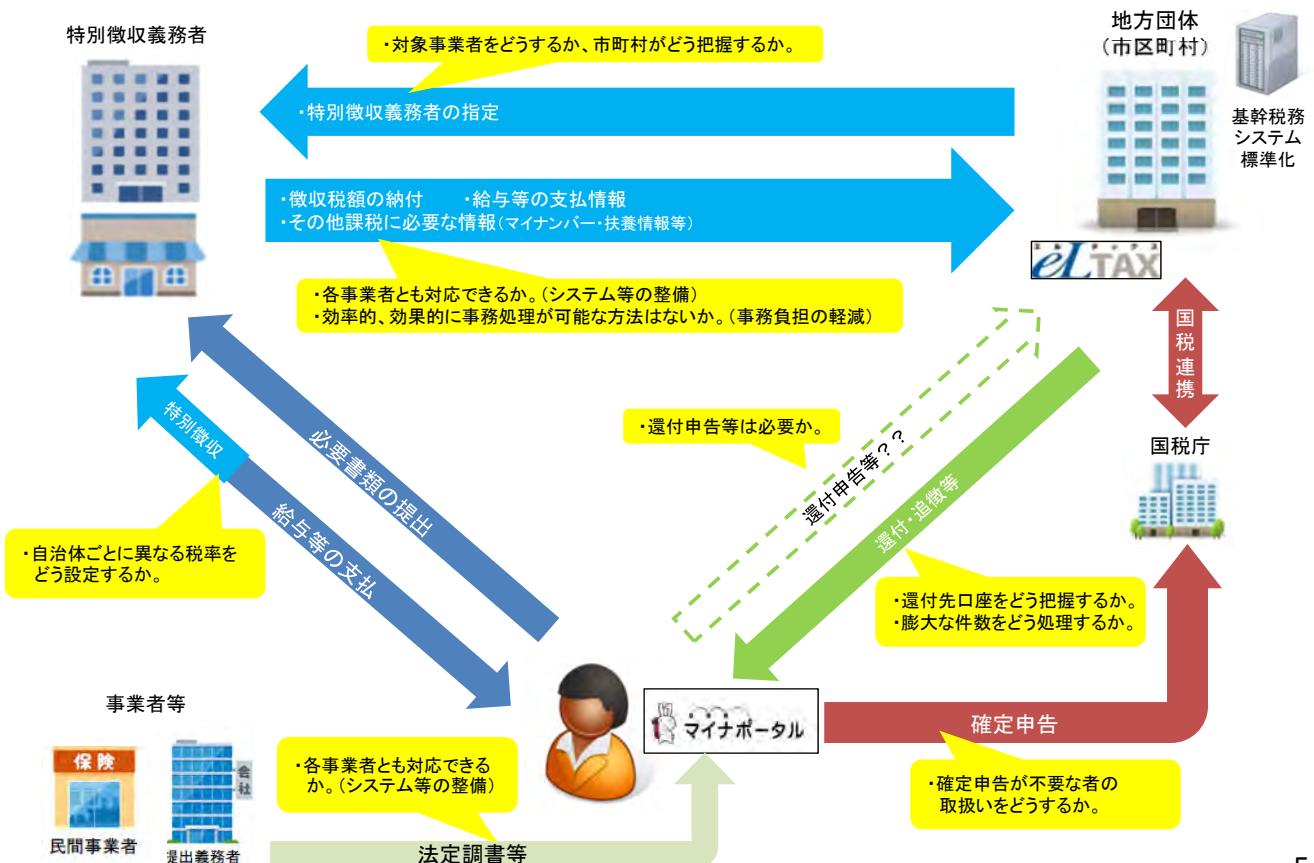 特別徴収義務者
・対象事業者をどうするか、市町村がどう把握するか。
地方団体
（市区町村）
基幹税務
システム
標準化
・特別徴収義務者の指定
・徴収税額の納付　・給与等の支払情報
・その他課税に必要な情報（マイナンバー・扶養情報等）
エルタックス
eLTAX
・各事業者とも対応できるか。（システム等の整備）
・効率的、効果的に事務処理が可能な方法はないか。（事務負担の軽減）
国税連携
特別徴収
必要書類の提出
・還付申告等は必要か。
還付申告等？？
国税庁
給与等の支払
還付・追徴等
・自治体ごとに異なる税率を
どう設定するか。
・還付先口座をどう把握するか。
・膨大な件数をどう処理するか。
事業者等
マイナポータル
確定申告
保険
会社
・各事業者とも対応できる
か。（システム等の整備）
・確定申告が不要な者の
取扱いをどうするか。
民間事業者
提出義務者
法定調書等
5